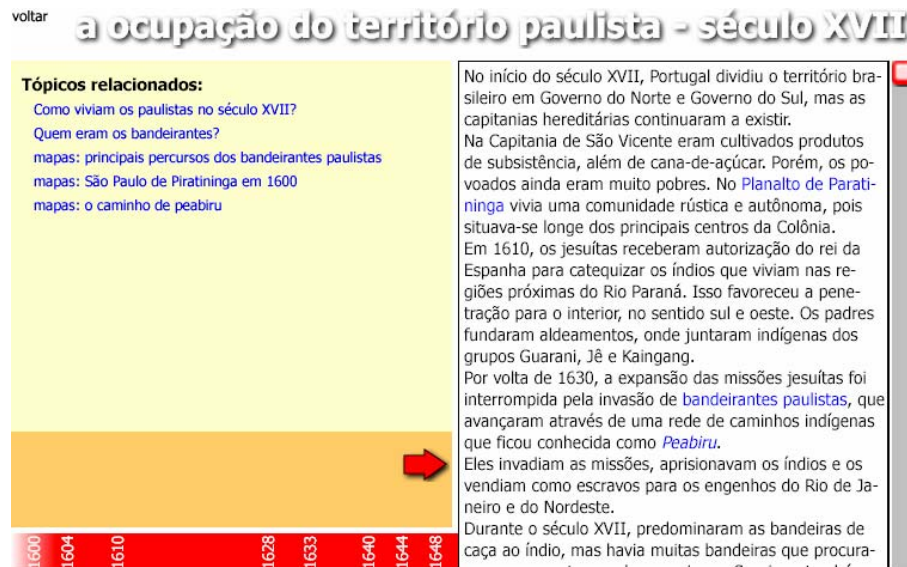 voltar
a ocupação do território paulista - século XVII
Tópicos relacionados:
Como viviam os paulistas no século XVII?
Quem eram os bandeirantes?
mapas: principais percursos dos bandeirantes paulistas
mapas: São Paulo de Piratininga em 1600
mapas: o caminho de peabiru
No início do século XVII, Portugal dividiu o território bra-
sileiro em Governo do Norte e Governo do Sul, mas as
capitanias hereditárias continuaram a existir.
Na Capitania de São Vicente eram cultivados produtos
de subsistência, além de cana-de-açúcar. Porém, os po-
voados ainda eram muito pobres. No Planalto de Parati-
ninga vivia uma comunidade rústica e autônoma, pois
situava-se longe dos principais centros da Colônia.
Em 1610, os jesuítas receberam autorização do rei da
Espanha para catequizar os índios que viviam nas re-
giões próximas do Rio Paraná. Isso favoreceu a pene-
tração para o interior, no sentido sul e oeste. Os padres
fundaram aldeamentos, onde juntaram indígenas dos
grupos Guarani, Jê e Kaingang.
Por volta de 1630, a expansão das missões jesuítas foi
interrompida pela invasão de bandeirantes paulistas, que
avançaram através de uma rede de caminhos indígenas
que ficou conhecida como Peabiru.
Eles invadiam as missões, aprisionavam os índios e os
vendiam como escravos para os engenhos do Rio de Ja-
neiro e do Nordeste.
Durante o século XVII, predominaram as bandeiras de
caça ao índio, mas havia muitas bandeiras que procura-
1600
1604
1610
1628
1633
1640
1644
1648